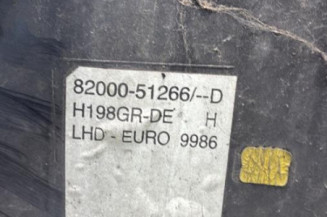 82000-51266/--D
H198GR-DE H
LHD - EURO 9986